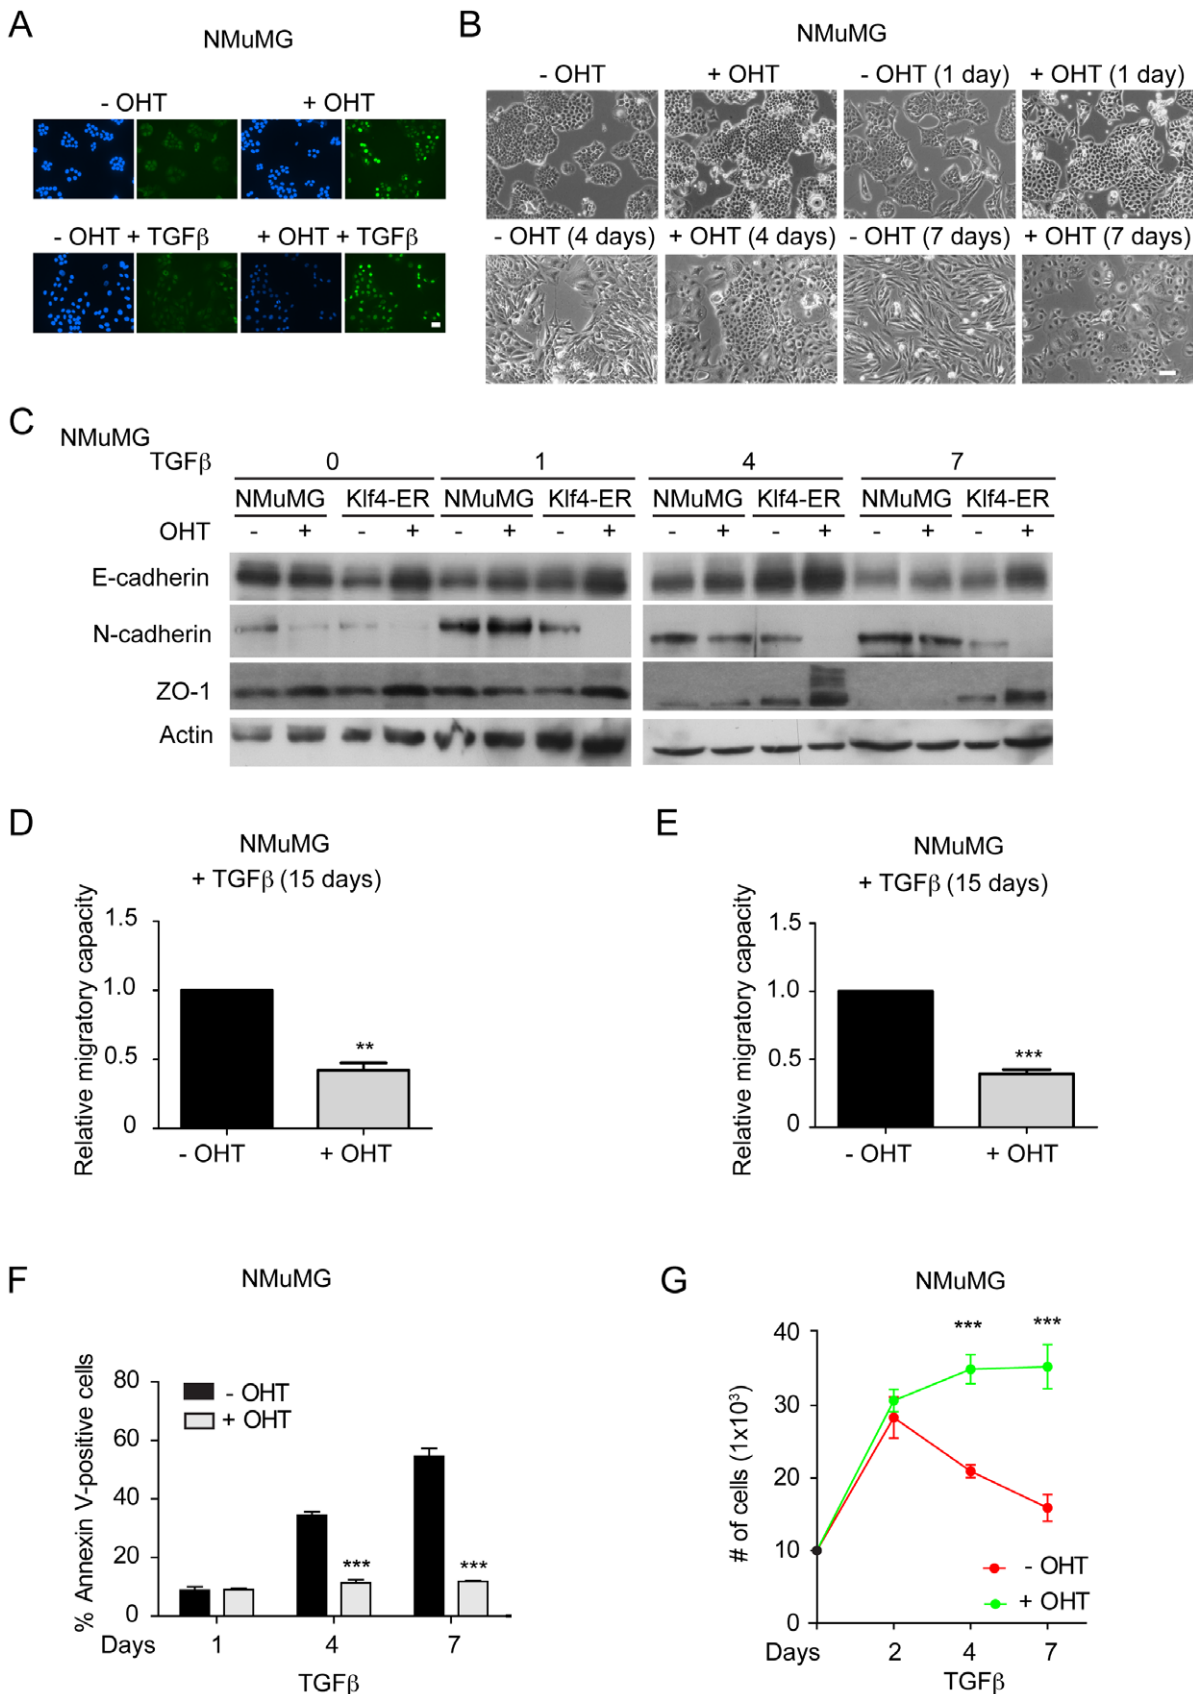 A
NMuMG
- OHT + OHT
- OHT + TGFβ + OHT + TGFβ
B
NMuMG
- OHT + OHT - OHT (1 day) + OHT (1 day)
- OHT (4 days) + OHT (4 days) - OHT (7 days) + OHT (7 days)
C
NMuMG
TGFβ 0 1 4 7
NMuMG Klf4-ER NMuMG Klf4-ER NMuMG Klf4-ER NMuMG Klf4-ER
OHT - + - + - + - + - + - + - + - +
E-cadherin
N-cadherin
ZO-1
Actin
D
NMuMG
+ TGFβ (15 days)
Relative migratory capacity
1.5
1.0
0.5
0
**
- OHT + OHT
E
NMuMG
+ TGFβ (15 days)
Relative migratory capacity
1.5
1.0
0.5
0
***
- OHT + OHT
F
NMuMG
% Annexin V-positive cells
80
60
40
20
0
- OHT
+ OHT
*** ***
Days 1 4 7
TGFβ
G
NMuMG
# of cells (1x10³)
40
30
20
10
0
*** ***
- OHT
+ OHT
Days 2 4 7
TGFβ